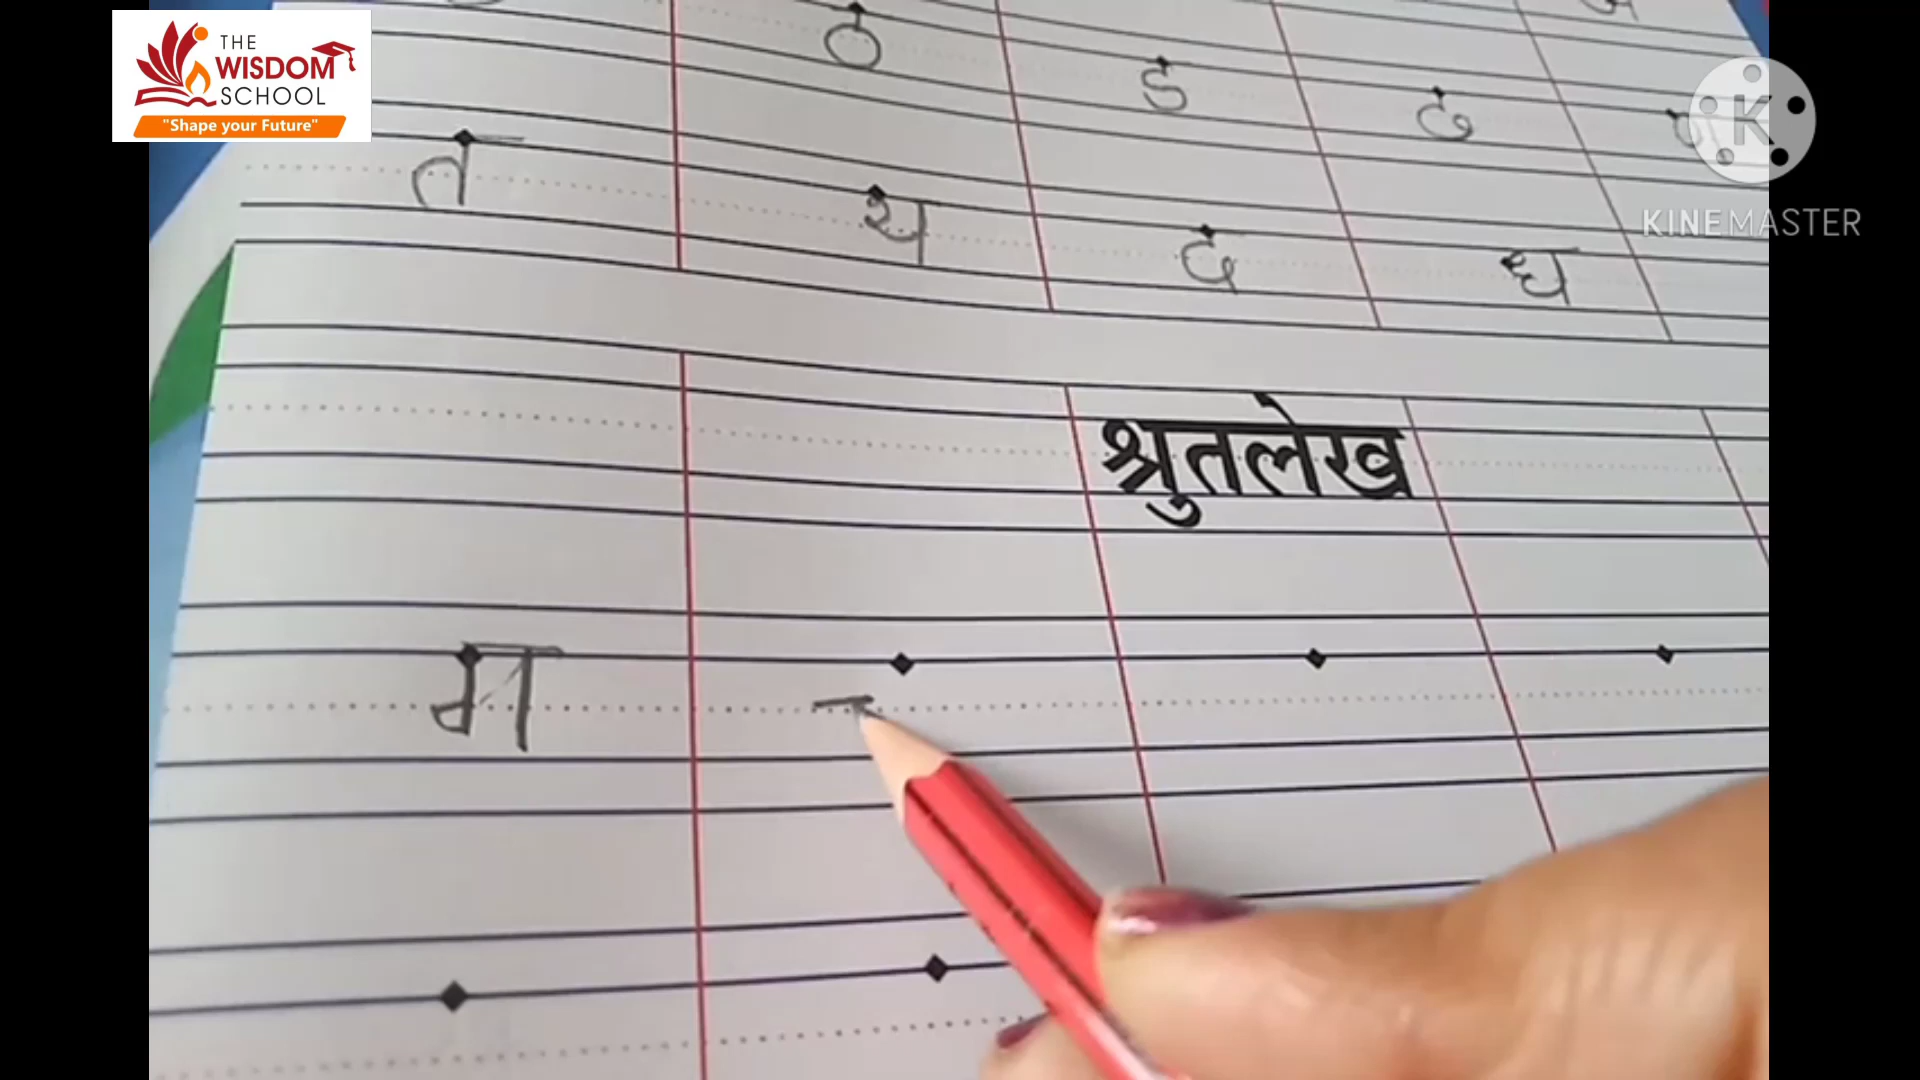 THE
WISDOM
SCHOOL
"Shape your Future"
K
KINEMASTER
ठ ड ढ
त थ द ध
श्रुतलेख